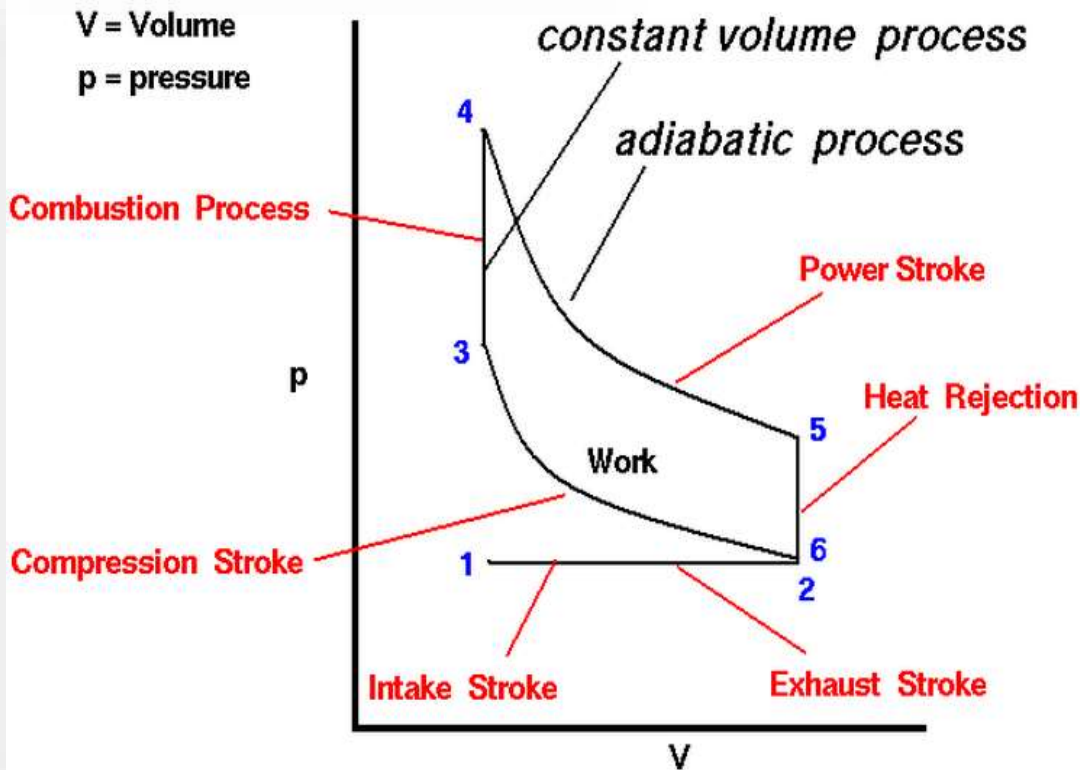 V = Volume
p = pressure
constant volume process
4
adiabatic process
Combustion Process
Power Stroke
3
p
Heat Rejection
5
Work
6
Compression Stroke
1
2
Intake Stroke
Exhaust Stroke
V